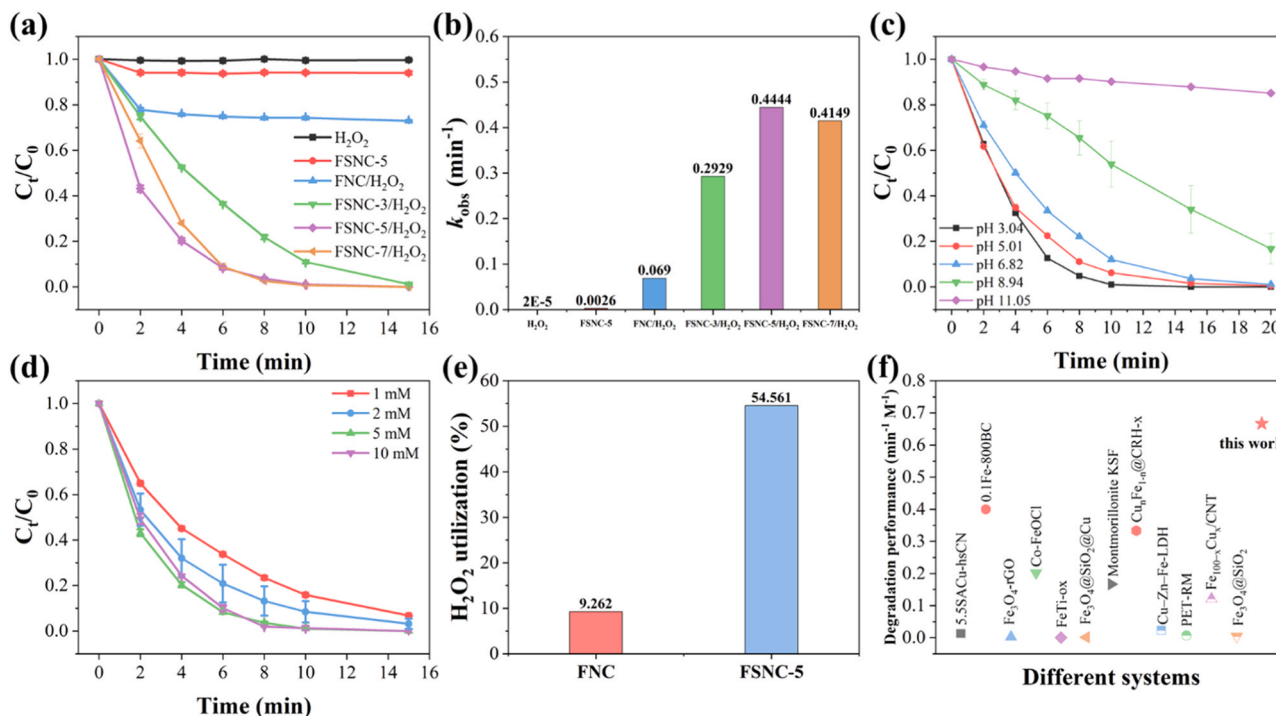 (a)
1.0
0.8
0.6
0.4
0.2
0.0
Cₜ/C₀
H₂O₂
FSNC-5
FNC/H₂O₂
FSNC-3/H₂O₂
FSNC-5/H₂O₂
FSNC-7/H₂O₂
0 2 4 6 8 10 12 14 16
Time (min)
(b)
0.6
0.5
0.4
0.3
0.2
0.1
0.0
k_obs (min⁻¹)
2E-5
0.0026
0.069
0.2929
0.4444
0.4149
H₂O₂ FSNC-5 FNC/H₂O₂ FSNC-3/H₂O₂ FSNC-5/H₂O₂ FSNC-7/H₂O₂
(c)
1.0
0.8
0.6
0.4
0.2
0.0
Cₜ/C₀
pH 3.04
pH 5.01
pH 6.82
pH 8.94
pH 11.05
0 2 4 6 8 10 12 14 16 18 20
Time (min)
(d)
1.0
0.8
0.6
0.4
0.2
0.0
Cₜ/C₀
1 mM
2 mM
5 mM
10 mM
0 2 4 6 8 10 12 14 16
Time (min)
(e)
60
50
40
30
20
10
0
H₂O₂ utilization (%)
9.262
54.561
FNC FSNC-5
(f)
0.8
0.7
0.6
0.5
0.4
0.3
0.2
0.1
0.0
Degradation performance (min⁻¹ M⁻¹)
5.5SACu-hsCN
0.1Fe-800BC
Fe₃O₄-rGO
Co-FeOCl
FeTi-ox
Fe₃O₄@SiO₂@Cu
Montmorillonite KSF
CuₙFe₁₋ₙ@CRH-x
Cu–Zn–Fe-LDH
PET-RM
Fe₁₀₀₋ₓCuₓ/CNT
Fe₃O₄@SiO₂
this work
Different systems